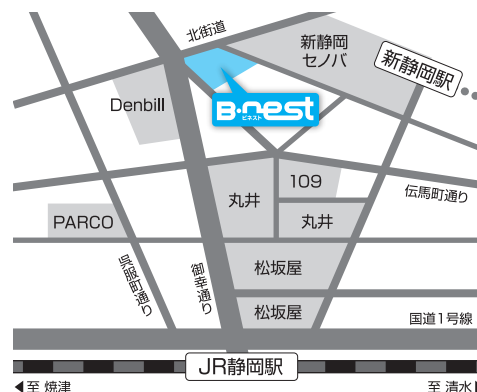 北街道
新静岡
セノバ
新静岡駅
Denbill
B・nest
ビネスト
伝馬町通り
109
丸井
丸井
PARCO
呉服町通り
御幸通り
松坂屋
松坂屋
国道1号線
JR静岡駅
◀至 焼津
至 清水